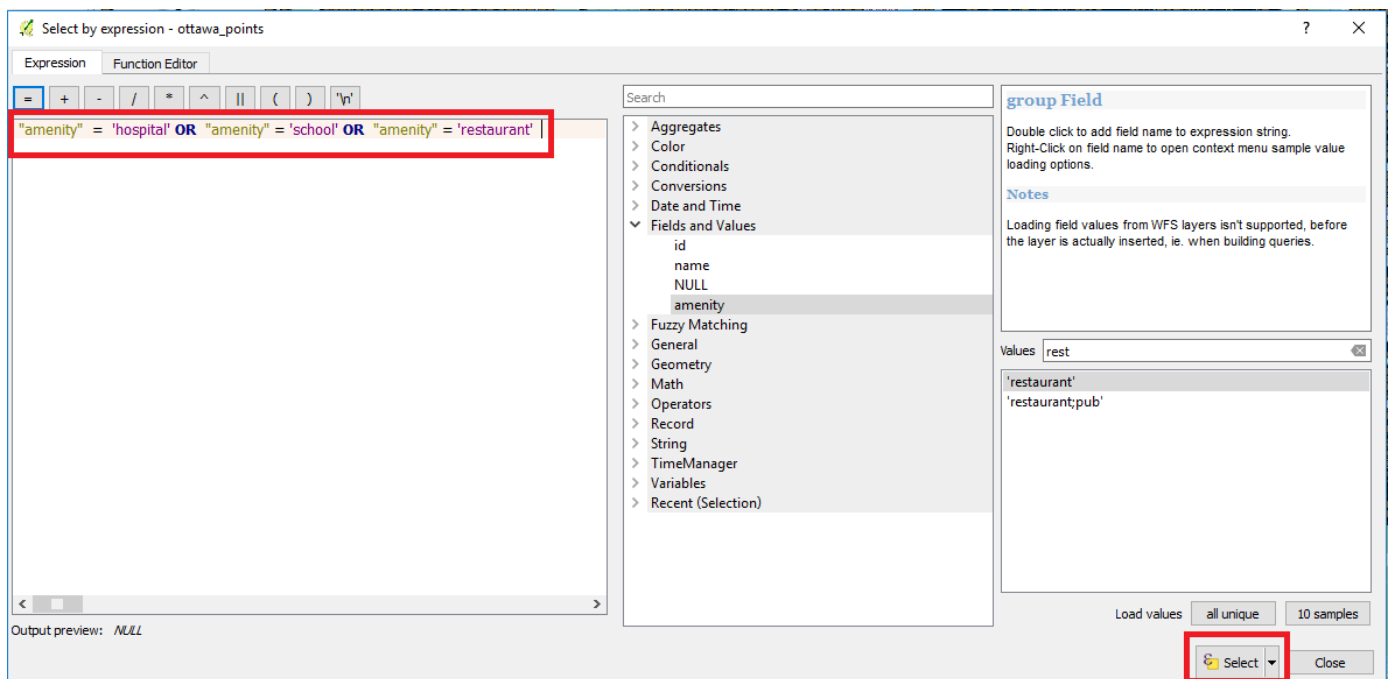 Select by expression - ottawa_points
? ×
Expression Function Editor
= + - / * ^ || ( ) '\n'
"amenity" = 'hospital' OR "amenity" = 'school' OR "amenity" = 'restaurant'
Output preview: NULL
Search
> Aggregates
> Color
> Conditionals
> Conversions
> Date and Time
Fields and Values
id
name
NULL
amenity
> Fuzzy Matching
> General
> Geometry
> Math
> Operators
> Record
> String
> TimeManager
> Variables
> Recent (Selection)
group Field
Double click to add field name to expression string.
Right-Click on field name to open context menu sample value
loading options.
Notes
Loading field values from WFS layers isn't supported, before
the layer is actually inserted, ie. when building queries.
Values rest
'restaurant'
'restaurant;pub'
Load values all unique 10 samples
ε Select Close